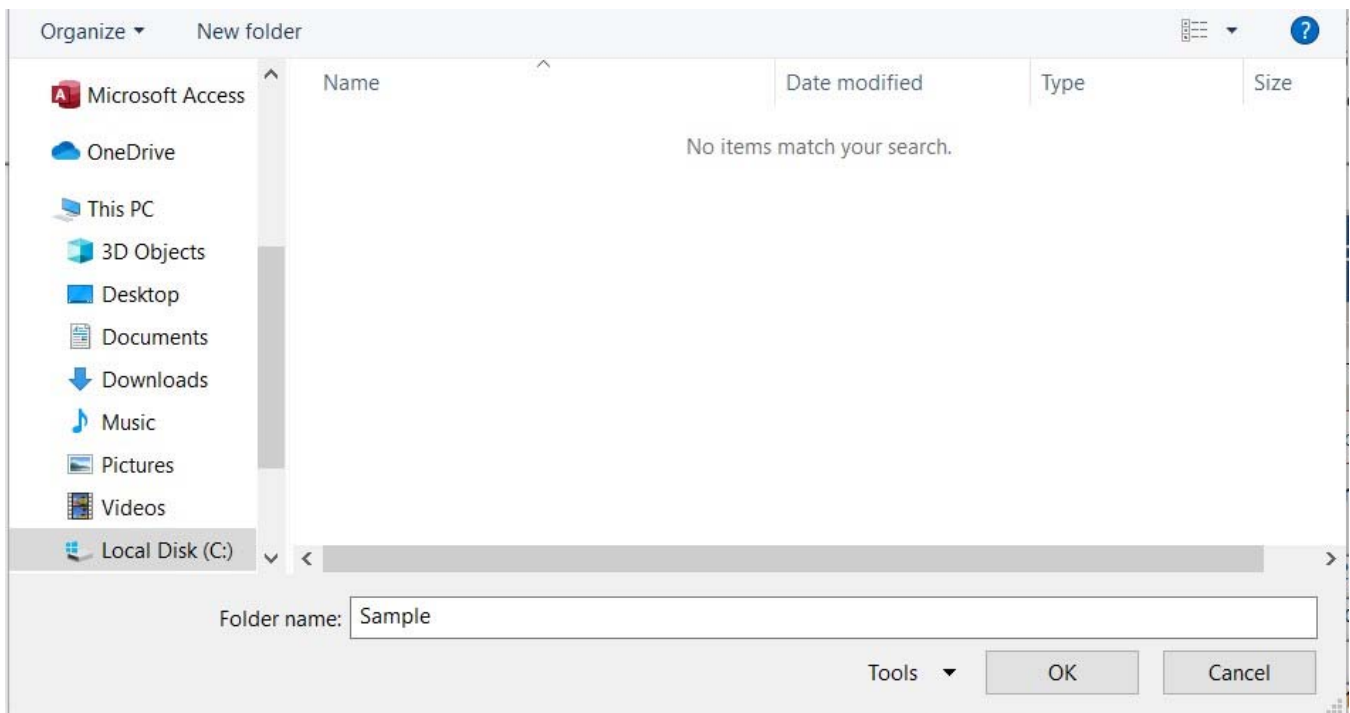 Organize New folder ?
Name Date modified Type Size
No items match your search.
A Microsoft Access
OneDrive
This PC
3D Objects
Desktop
Documents
Downloads
Music
Pictures
Videos
Local Disk (C:)
Folder name: Sample
Tools OK Cancel